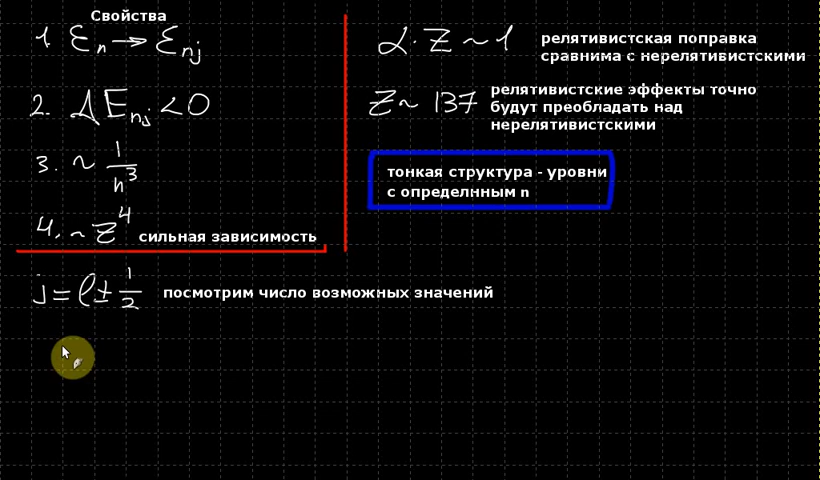 Свойства
1. ℰₙ → ℰₙⱼ
2. ΔEₙⱼ < 0
3. ~ 1/n³
4. ~ Z⁴ сильная зависимость
j = ℓ ± 1/2 посмотрим число возможных значений
α · Z ~ 1 релятивистская поправка
сравнима с нерелятивистскими
Z ~ 137 релятивистские эффекты точно
будут преобладать над
нерелятивистскими
тонкая структура - уровни
с определнным n